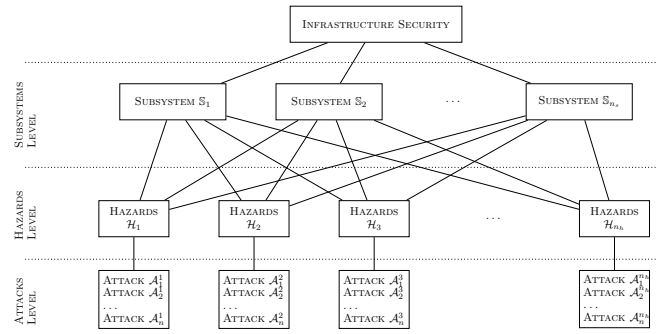 INFRASTRUCTURE SECURITY
SUBSYSTEMS
LEVEL
SUBSYSTEM 𝕊₁
SUBSYSTEM 𝕊₂
...
SUBSYSTEM 𝕊ₙₛ
HAZARDS
LEVEL
HAZARDS
ℋ₁
HAZARDS
ℋ₂
HAZARDS
ℋ₃
...
HAZARDS
ℋₙₕ
ATTACKS
LEVEL
ATTACK 𝒜₁¹
ATTACK 𝒜₂¹
...
ATTACK 𝒜ₙ¹
ATTACK 𝒜₁²
ATTACK 𝒜₂²
...
ATTACK 𝒜ₙ²
ATTACK 𝒜₁³
ATTACK 𝒜₂³
...
ATTACK 𝒜ₙ³
ATTACK 𝒜₁ⁿʰ
ATTACK 𝒜₂ⁿʰ
...
ATTACK 𝒜ₙⁿʰ